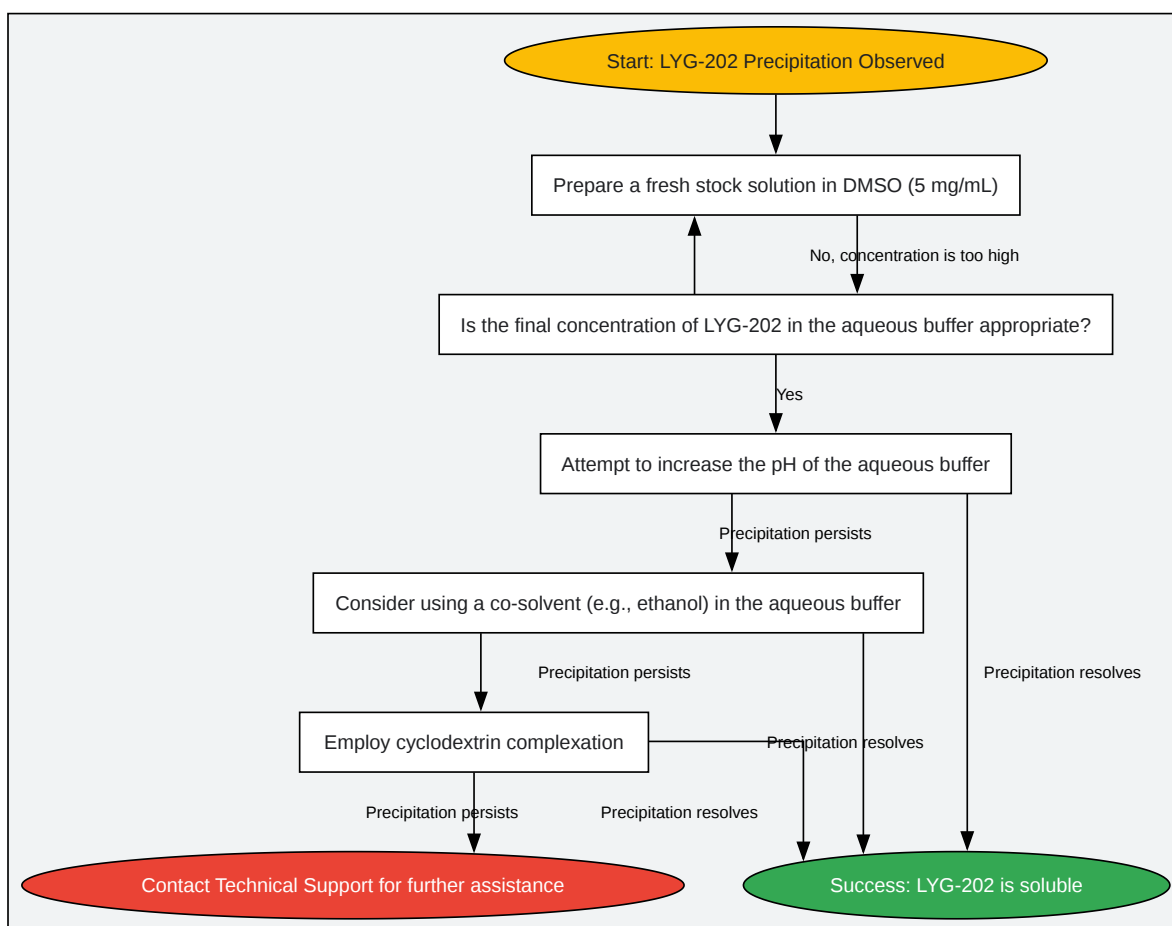 Start: LYG-202 Precipitation Observed
Prepare a fresh stock solution in DMSO (5 mg/mL)
No, concentration is too high
Is the final concentration of LYG-202 in the aqueous buffer appropriate?
Yes
Attempt to increase the pH of the aqueous buffer
Precipitation persists
Consider using a co-solvent (e.g., ethanol) in the aqueous buffer
Precipitation persists
Precipitation resolves
Employ cyclodextrin complexation
Precipitation resolves
Precipitation persists
Precipitation resolves
Contact Technical Support for further assistance
Success: LYG-202 is soluble